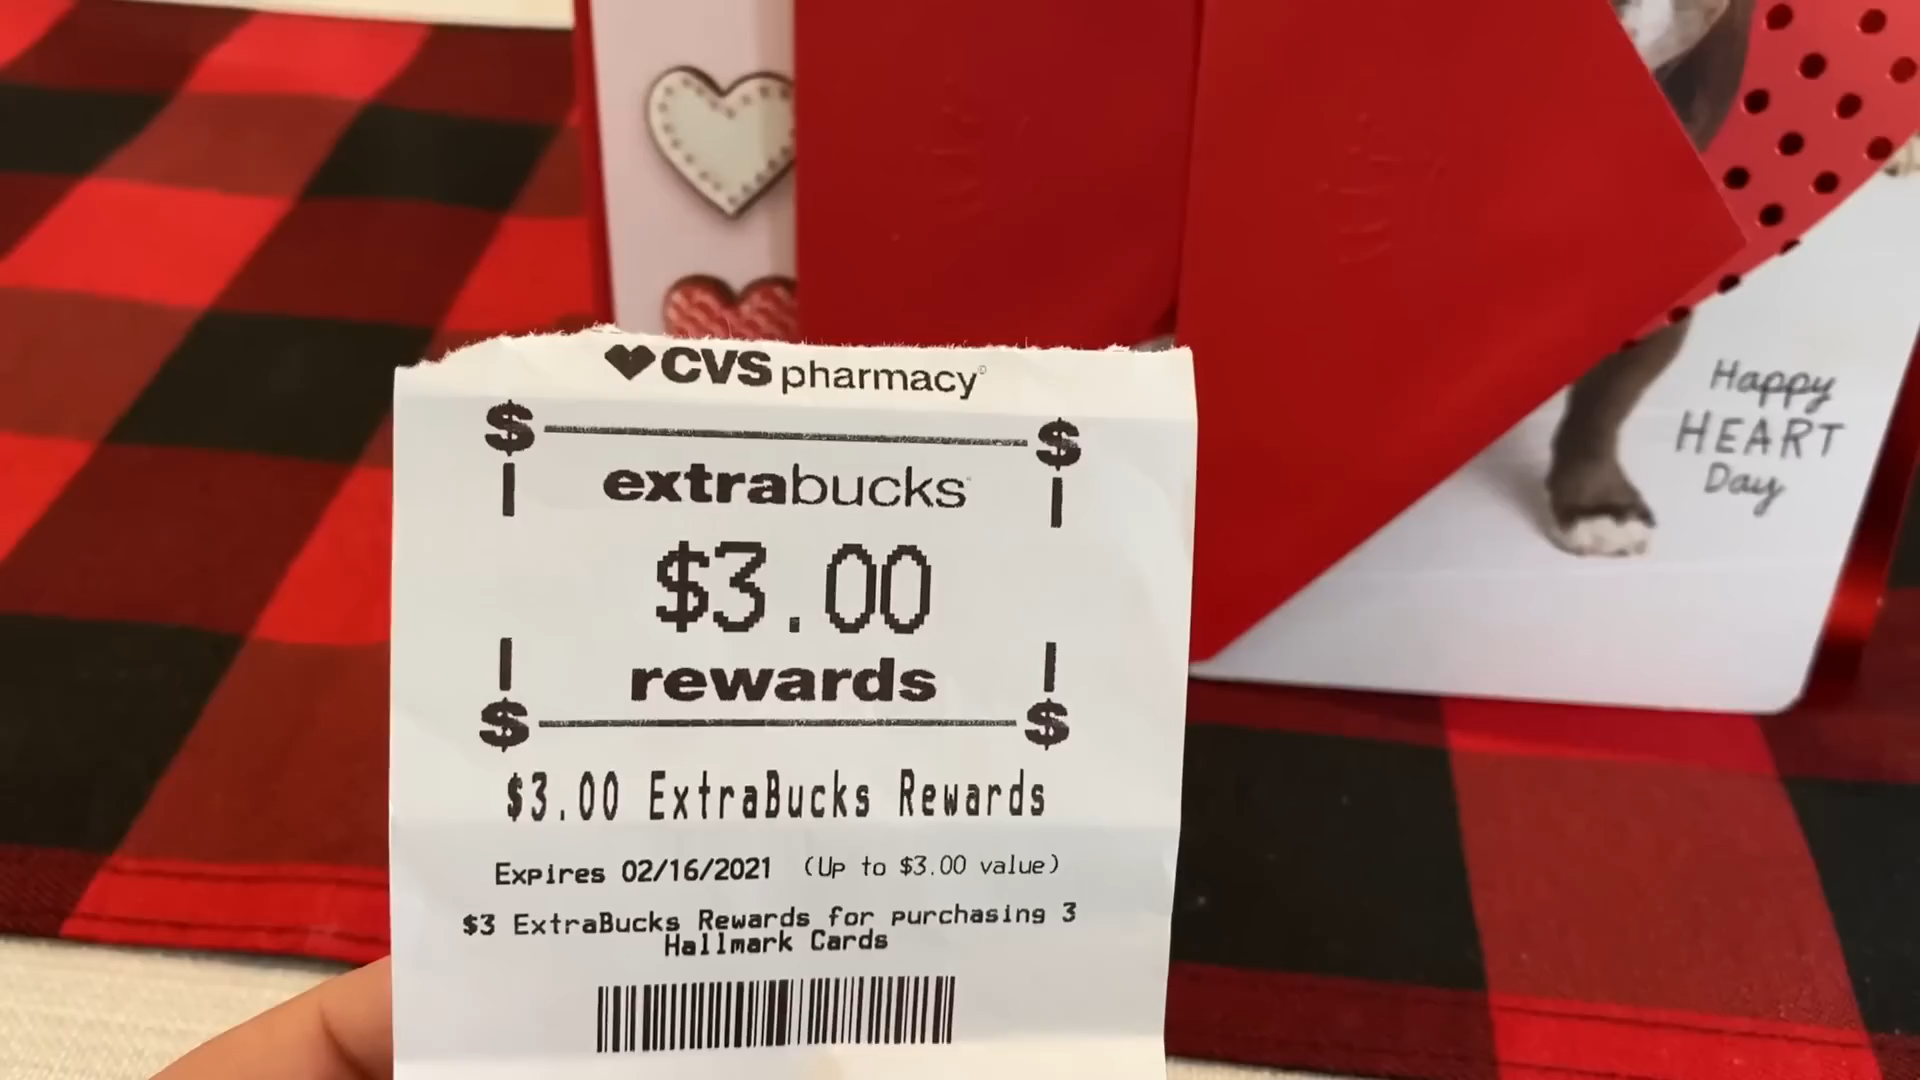 CVS pharmacy
$ $
extrabucks
$3.00
rewards
$ $
$3.00 ExtraBucks Rewards
Expires 02/16/2021 (Up to $3.00 value)
$3 ExtraBucks Rewards for purchasing 3
Hallmark Cards
Happy
HEART
Day